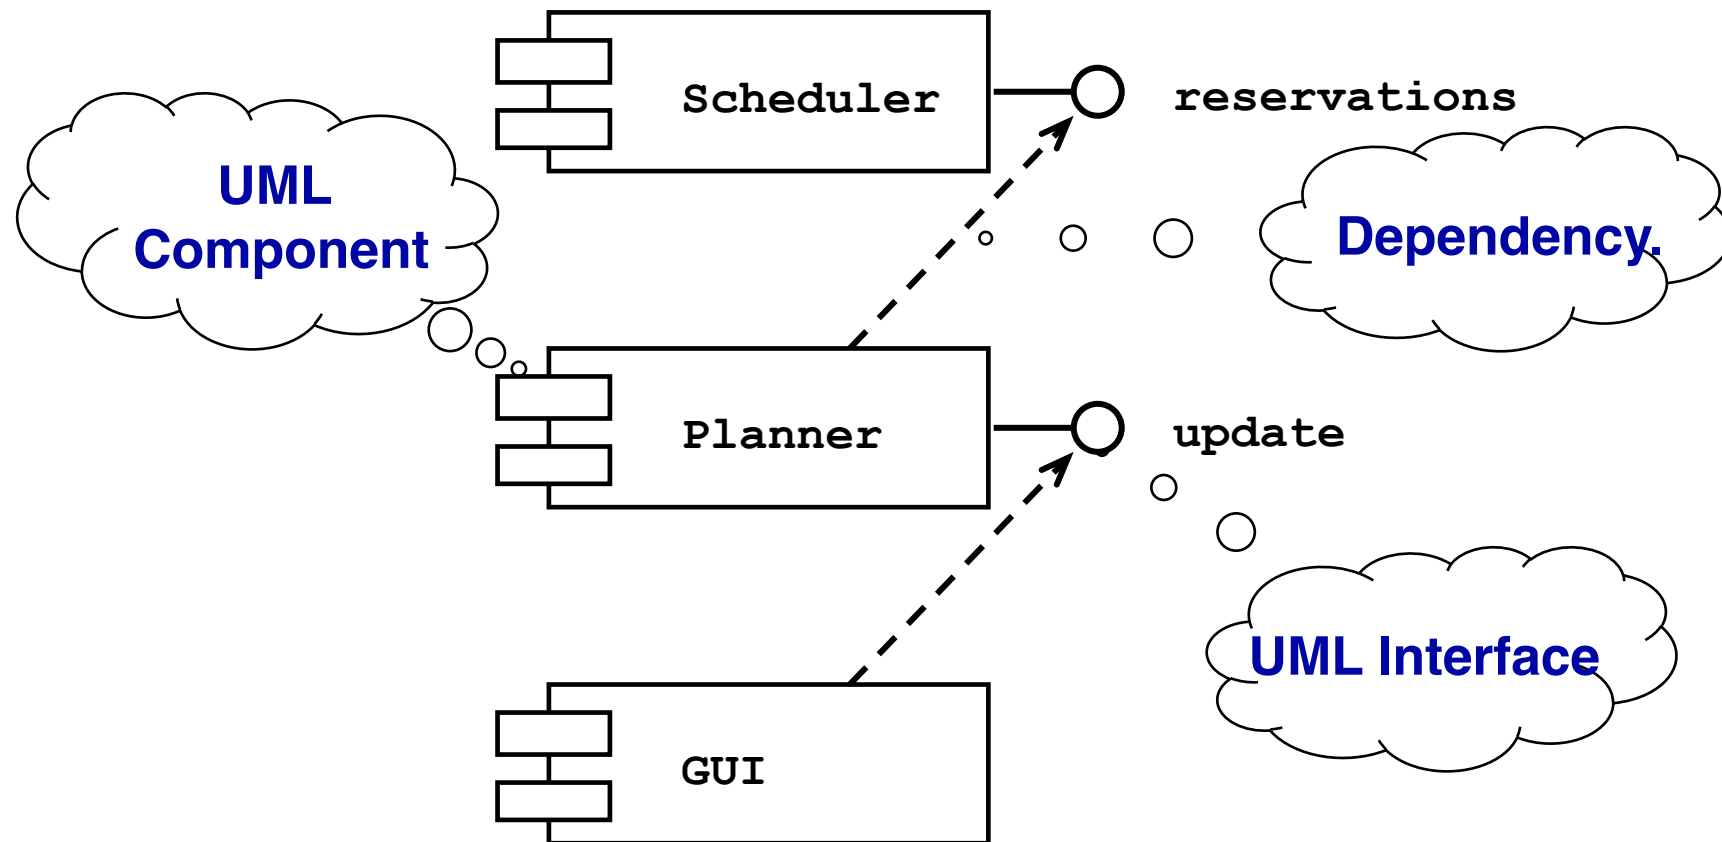 Scheduler
reservations
UML
Component
Dependency.
Planner
update
UML Interface
GUI